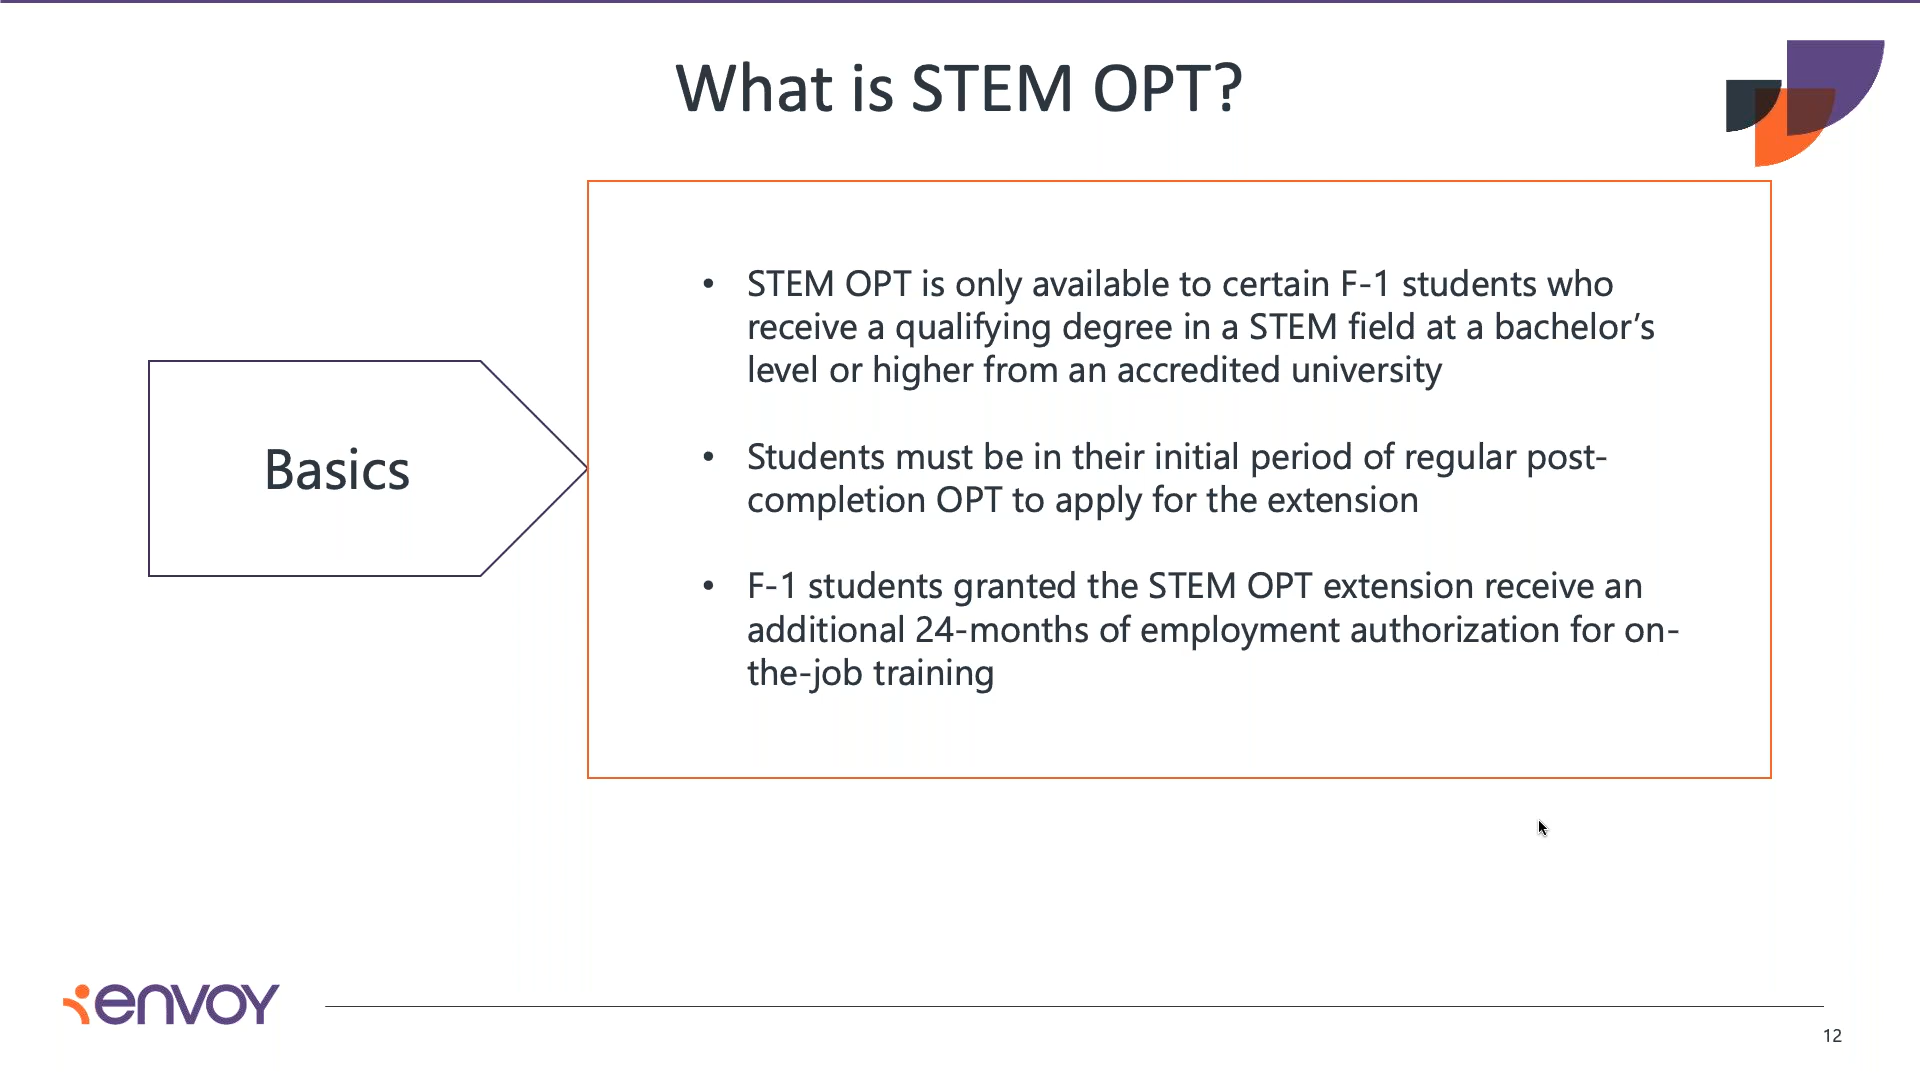 What is STEM OPT?
Basics
• STEM OPT is only available to certain F-1 students who
receive a qualifying degree in a STEM field at a bachelor’s
level or higher from an accredited university
• Students must be in their initial period of regular post-
completion OPT to apply for the extension
• F-1 students granted the STEM OPT extension receive an
additional 24-months of employment authorization for on-
the-job training
envoy
12